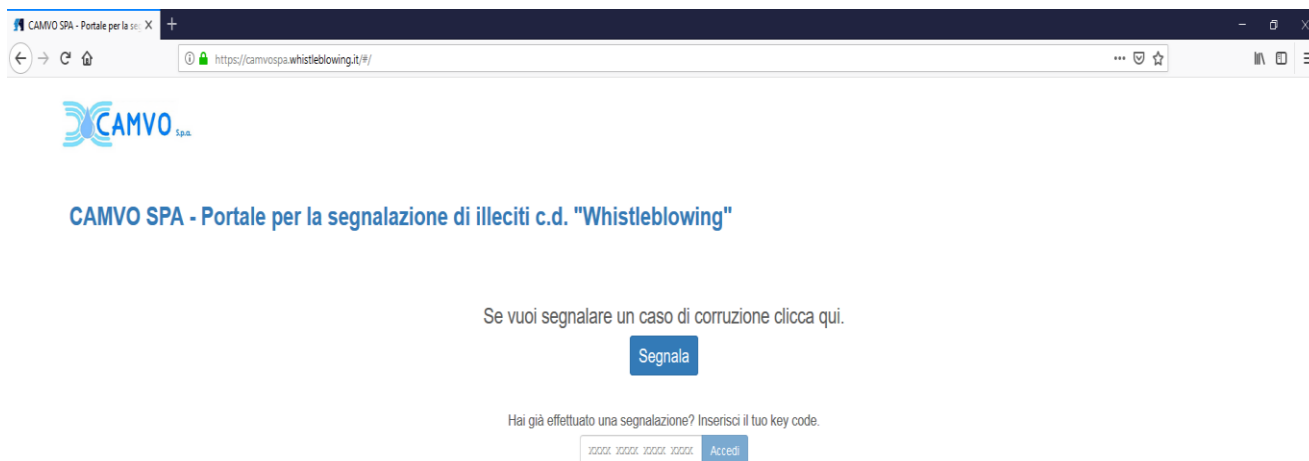 CAMVO SPA - Portale per la se
https://camvospa.whistleblowing.it/#/
CAMVO S.p.a.
CAMVO SPA - Portale per la segnalazione di illeciti c.d. "Whistleblowing"
Se vuoi segnalare un caso di corruzione clicca qui.
Segnala
Hai già effettuato una segnalazione? Inserisci il tuo key code.
xxxx xxxx xxxx xxxx Accedi